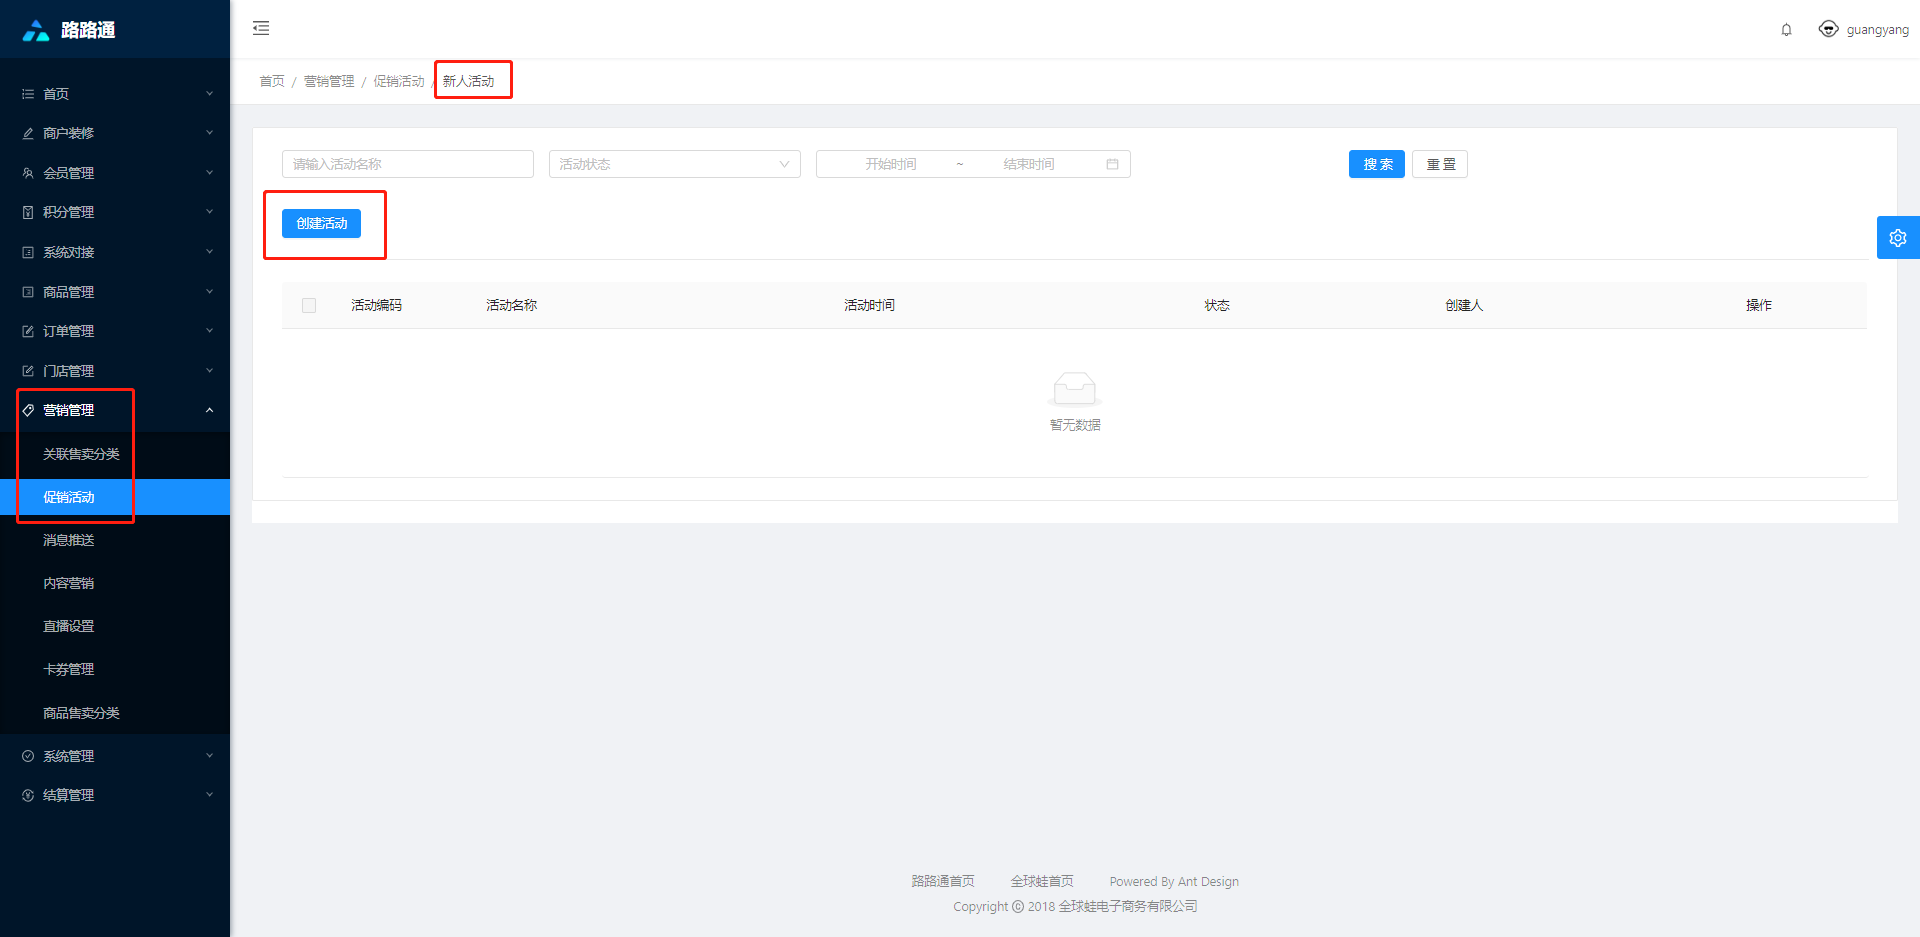 路路通
guangyang
首页 / 营销管理 / 促销活动 / 新人活动
首页
商户装修
会员管理
积分管理
系统对接
商品管理
订单管理
门店管理
营销管理
关联售卖分类
促销活动
消息推送
内容营销
直播设置
卡券管理
商品售卖分类
系统管理
结算管理
请输入活动名称 活动状态 开始时间 ~ 结束时间 搜 索 重 置
创建活动
活动编码 活动名称 活动时间 状态 创建人 操作
暂无数据
路路通首页 全球蛙首页 Powered By Ant Design
Copyright © 2018 全球蛙电子商务有限公司